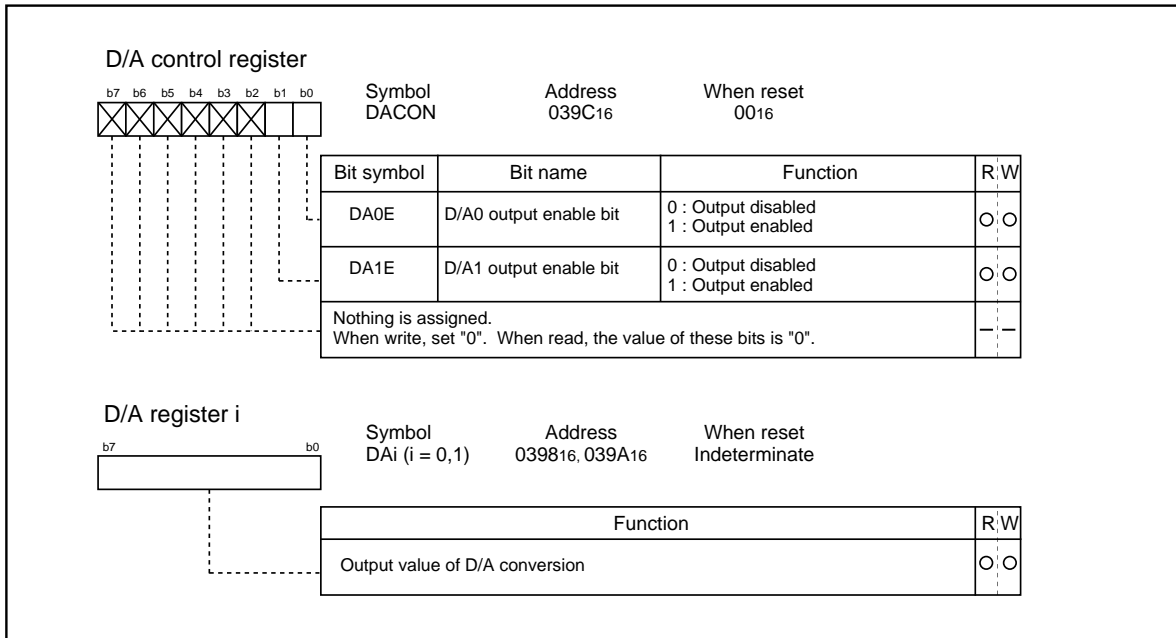 D/A control register
b7 b6 b5 b4 b3 b2 b1 b0
Symbol Address When reset
DACON 039C16 0016
Bit symbol Bit name Function R W
DA0E D/A0 output enable bit 0 : Output disabled
1 : Output enabled
DA1E D/A1 output enable bit 0 : Output disabled
1 : Output enabled
Nothing is assigned.
When write, set "0". When read, the value of these bits is "0".
D/A register i
b7 b0
Symbol Address When reset
DAi (i = 0,1) 039816, 039A16 Indeterminate
Function R W
Output value of D/A conversion